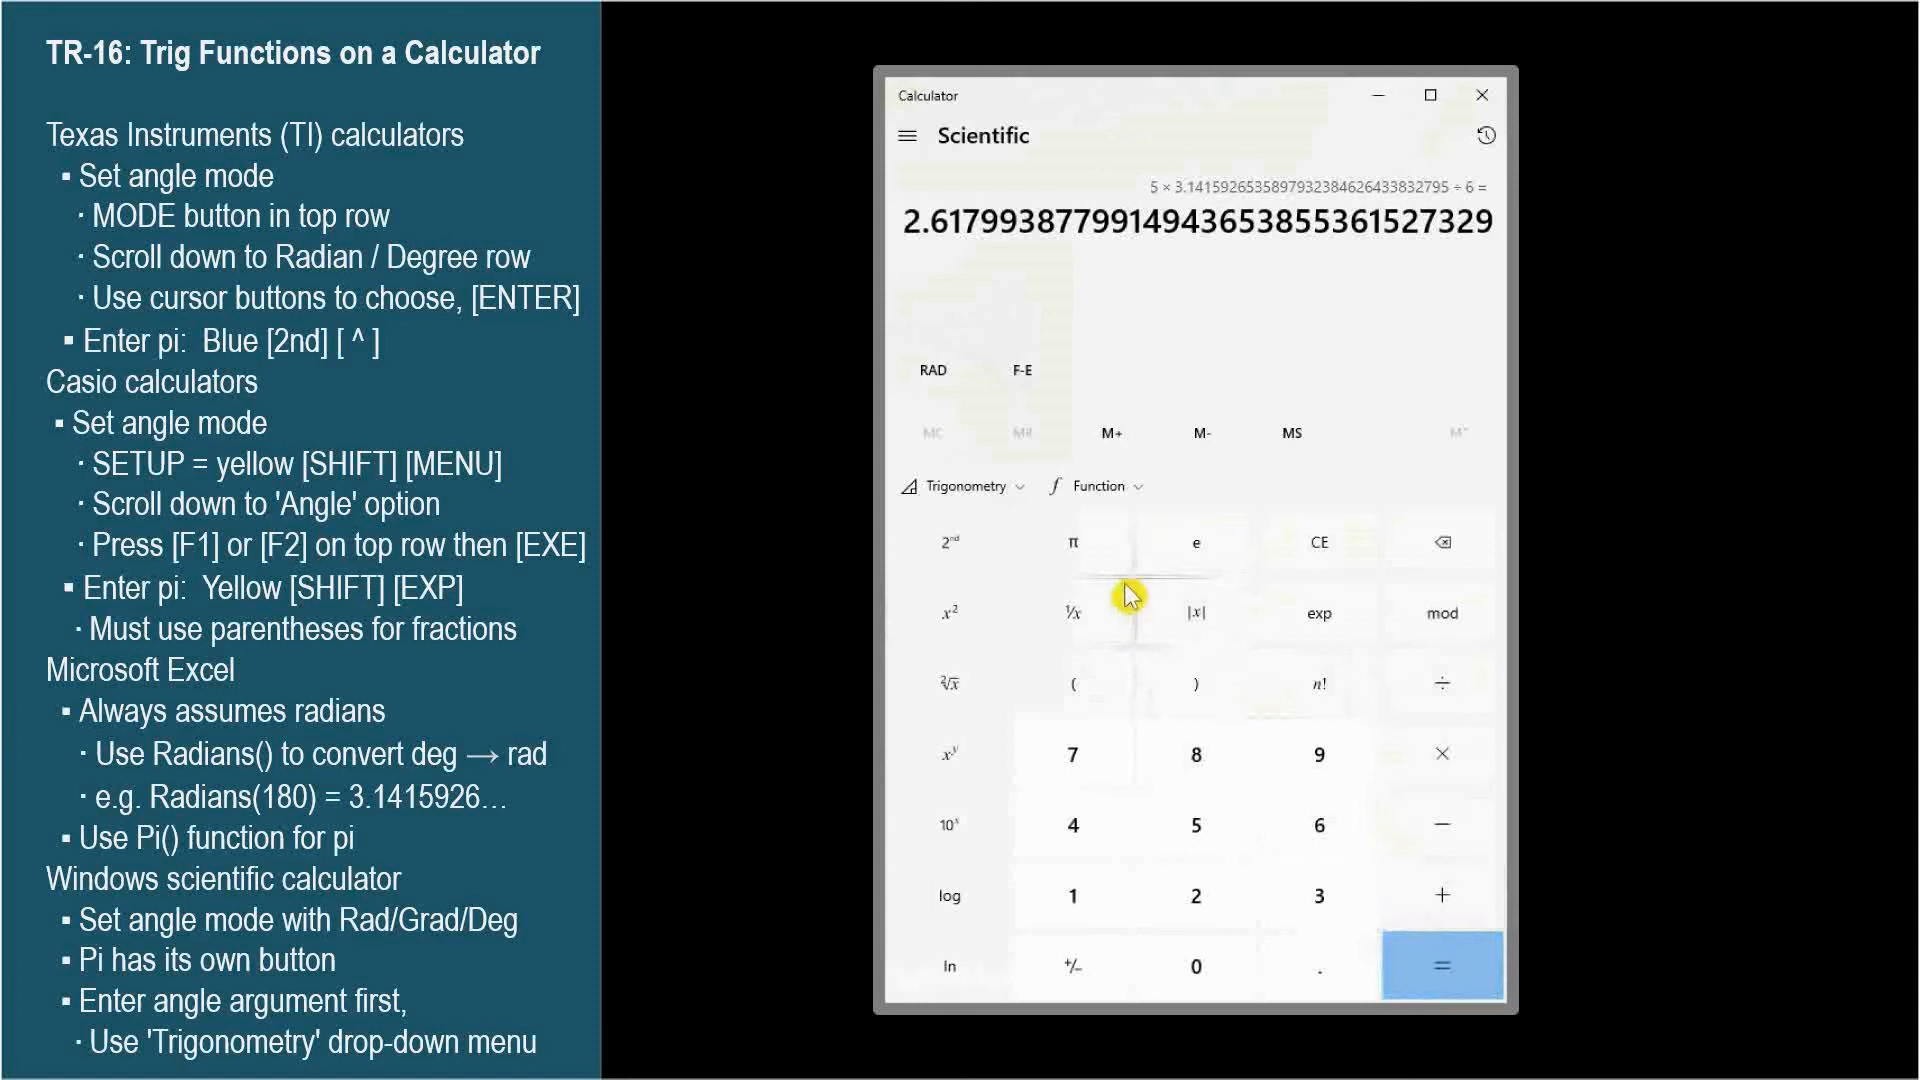 TR-16: Trig Functions on a Calculator
Texas Instruments (TI) calculators
▪ Set angle mode
· MODE button in top row
· Scroll down to Radian / Degree row
· Use cursor buttons to choose, [ENTER]
▪ Enter pi:  Blue [2nd] [ ^ ]
Casio calculators
▪ Set angle mode
· SETUP = yellow [SHIFT] [MENU]
· Scroll down to 'Angle' option
· Press [F1] or [F2] on top row then [EXE]
▪ Enter pi:  Yellow [SHIFT] [EXP]
· Must use parentheses for fractions
Microsoft Excel
▪ Always assumes radians
· Use Radians() to convert deg → rad
· e.g. Radians(180) = 3.1415926…
▪ Use Pi() function for pi
Windows scientific calculator
▪ Set angle mode with Rad/Grad/Deg
▪ Pi has its own button
▪ Enter angle argument first,
· Use 'Trigonometry' drop-down menu
Calculator
Scientific
5 × 3.1415926535897932384626433832795 ÷ 6 =
2.6179938779914943653855361527329
RAD F-E
MC MR M+ M- MS M˅
Trigonometry Function
2ⁿᵈ π e CE
x² ¹/x |x| exp mod
²√x ( ) n! ÷
xʸ 7 8 9 ×
10ˣ 4 5 6 −
log 1 2 3 +
ln +/− 0 . =